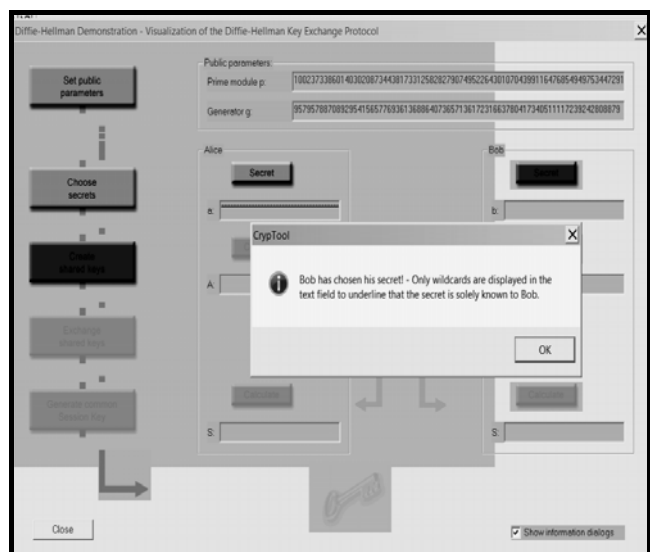 Diffie-Hellman Demonstration - Visualization of the Diffie-Hellman Key Exchange Protocol
X
Set public
parameters
Choose
secrets
Create
shared keys
Exchange
shared keys
Generate common
Session Key
Public parameters:
Prime module p:
Generator g:
Alice
Secret
a:
A:
Calculate
S:
Bob
Secret
b:
Calculate
S:
CrypTool
X
Bob has chosen his secret! - Only wildcards are displayed in the
text field to underline that the secret is solely known to Bob.
OK
Close
Show information dialogs